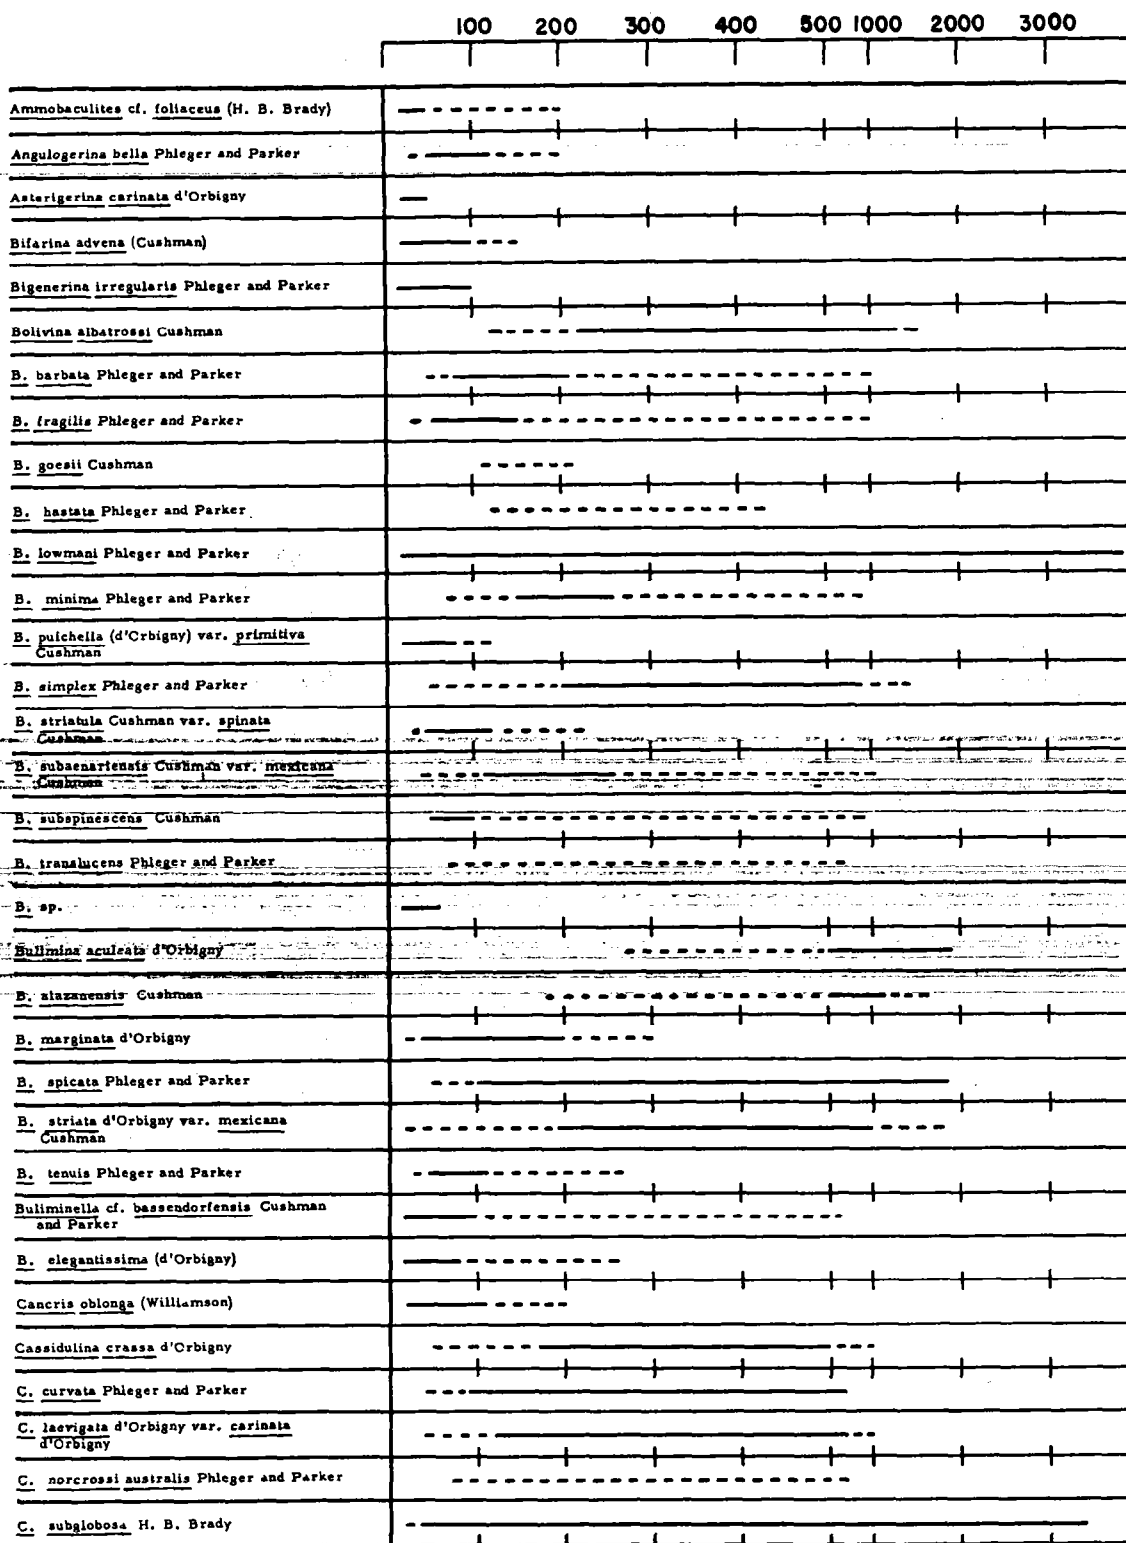 100 200 300 400 500 1000 2000 3000
Ammobaculites cf. foliaceus (H. B. Brady)
Angulogerina bella Phleger and Parker
Asterigerina carinata d'Orbigny
Bifarina advena (Cushman)
Bigenerina irregularis Phleger and Parker
Bolivina albatrossi Cushman
B. barbata Phleger and Parker
B. fragilis Phleger and Parker
B. goesii Cushman
B. hastata Phleger and Parker
B. lowmani Phleger and Parker
B. minima Phleger and Parker
B. pulchella (d'Orbigny) var. primitiva
Cushman
B. simplex Phleger and Parker
B. striatula Cushman var. spinata
Cushman
B. subaenariensis Cushman var. mexicana
Cushman
B. subspinescens Cushman
B. translucens Phleger and Parker
B. sp.
Bulimina aculeata d'Orbigny
B. alazanensis Cushman
B. marginata d'Orbigny
B. spicata Phleger and Parker
B. striata d'Orbigny var. mexicana
Cushman
B. tenuis Phleger and Parker
Buliminella cf. bassendorfensis Cushman
and Parker
B. elegantissima (d'Orbigny)
Cancris oblonga (Williamson)
Cassidulina crassa d'Orbigny
C. curvata Phleger and Parker
C. laevigata d'Orbigny var. carinata
d'Orbigny
C. norcrossi australis Phleger and Parker
C. subglobosa H. B. Brady